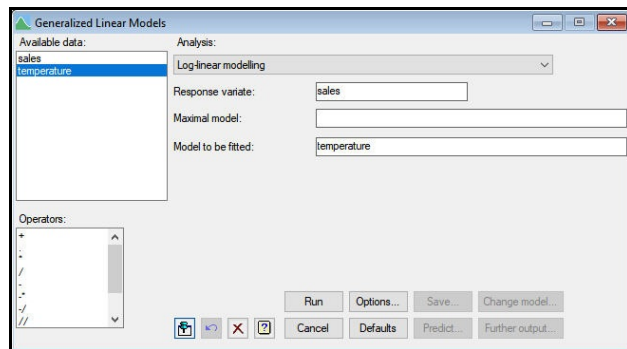 Generalized Linear Models
Available data:
sales
temperature
Analysis:
Log-linear modelling
Response variate:
sales
Maximal model:
Model to be fitted:
temperature
Operators:
+
.
*
/
-
-*
-/
//
Run
Options...
Save...
Change model...
Cancel
Defaults
Predict...
Further output...